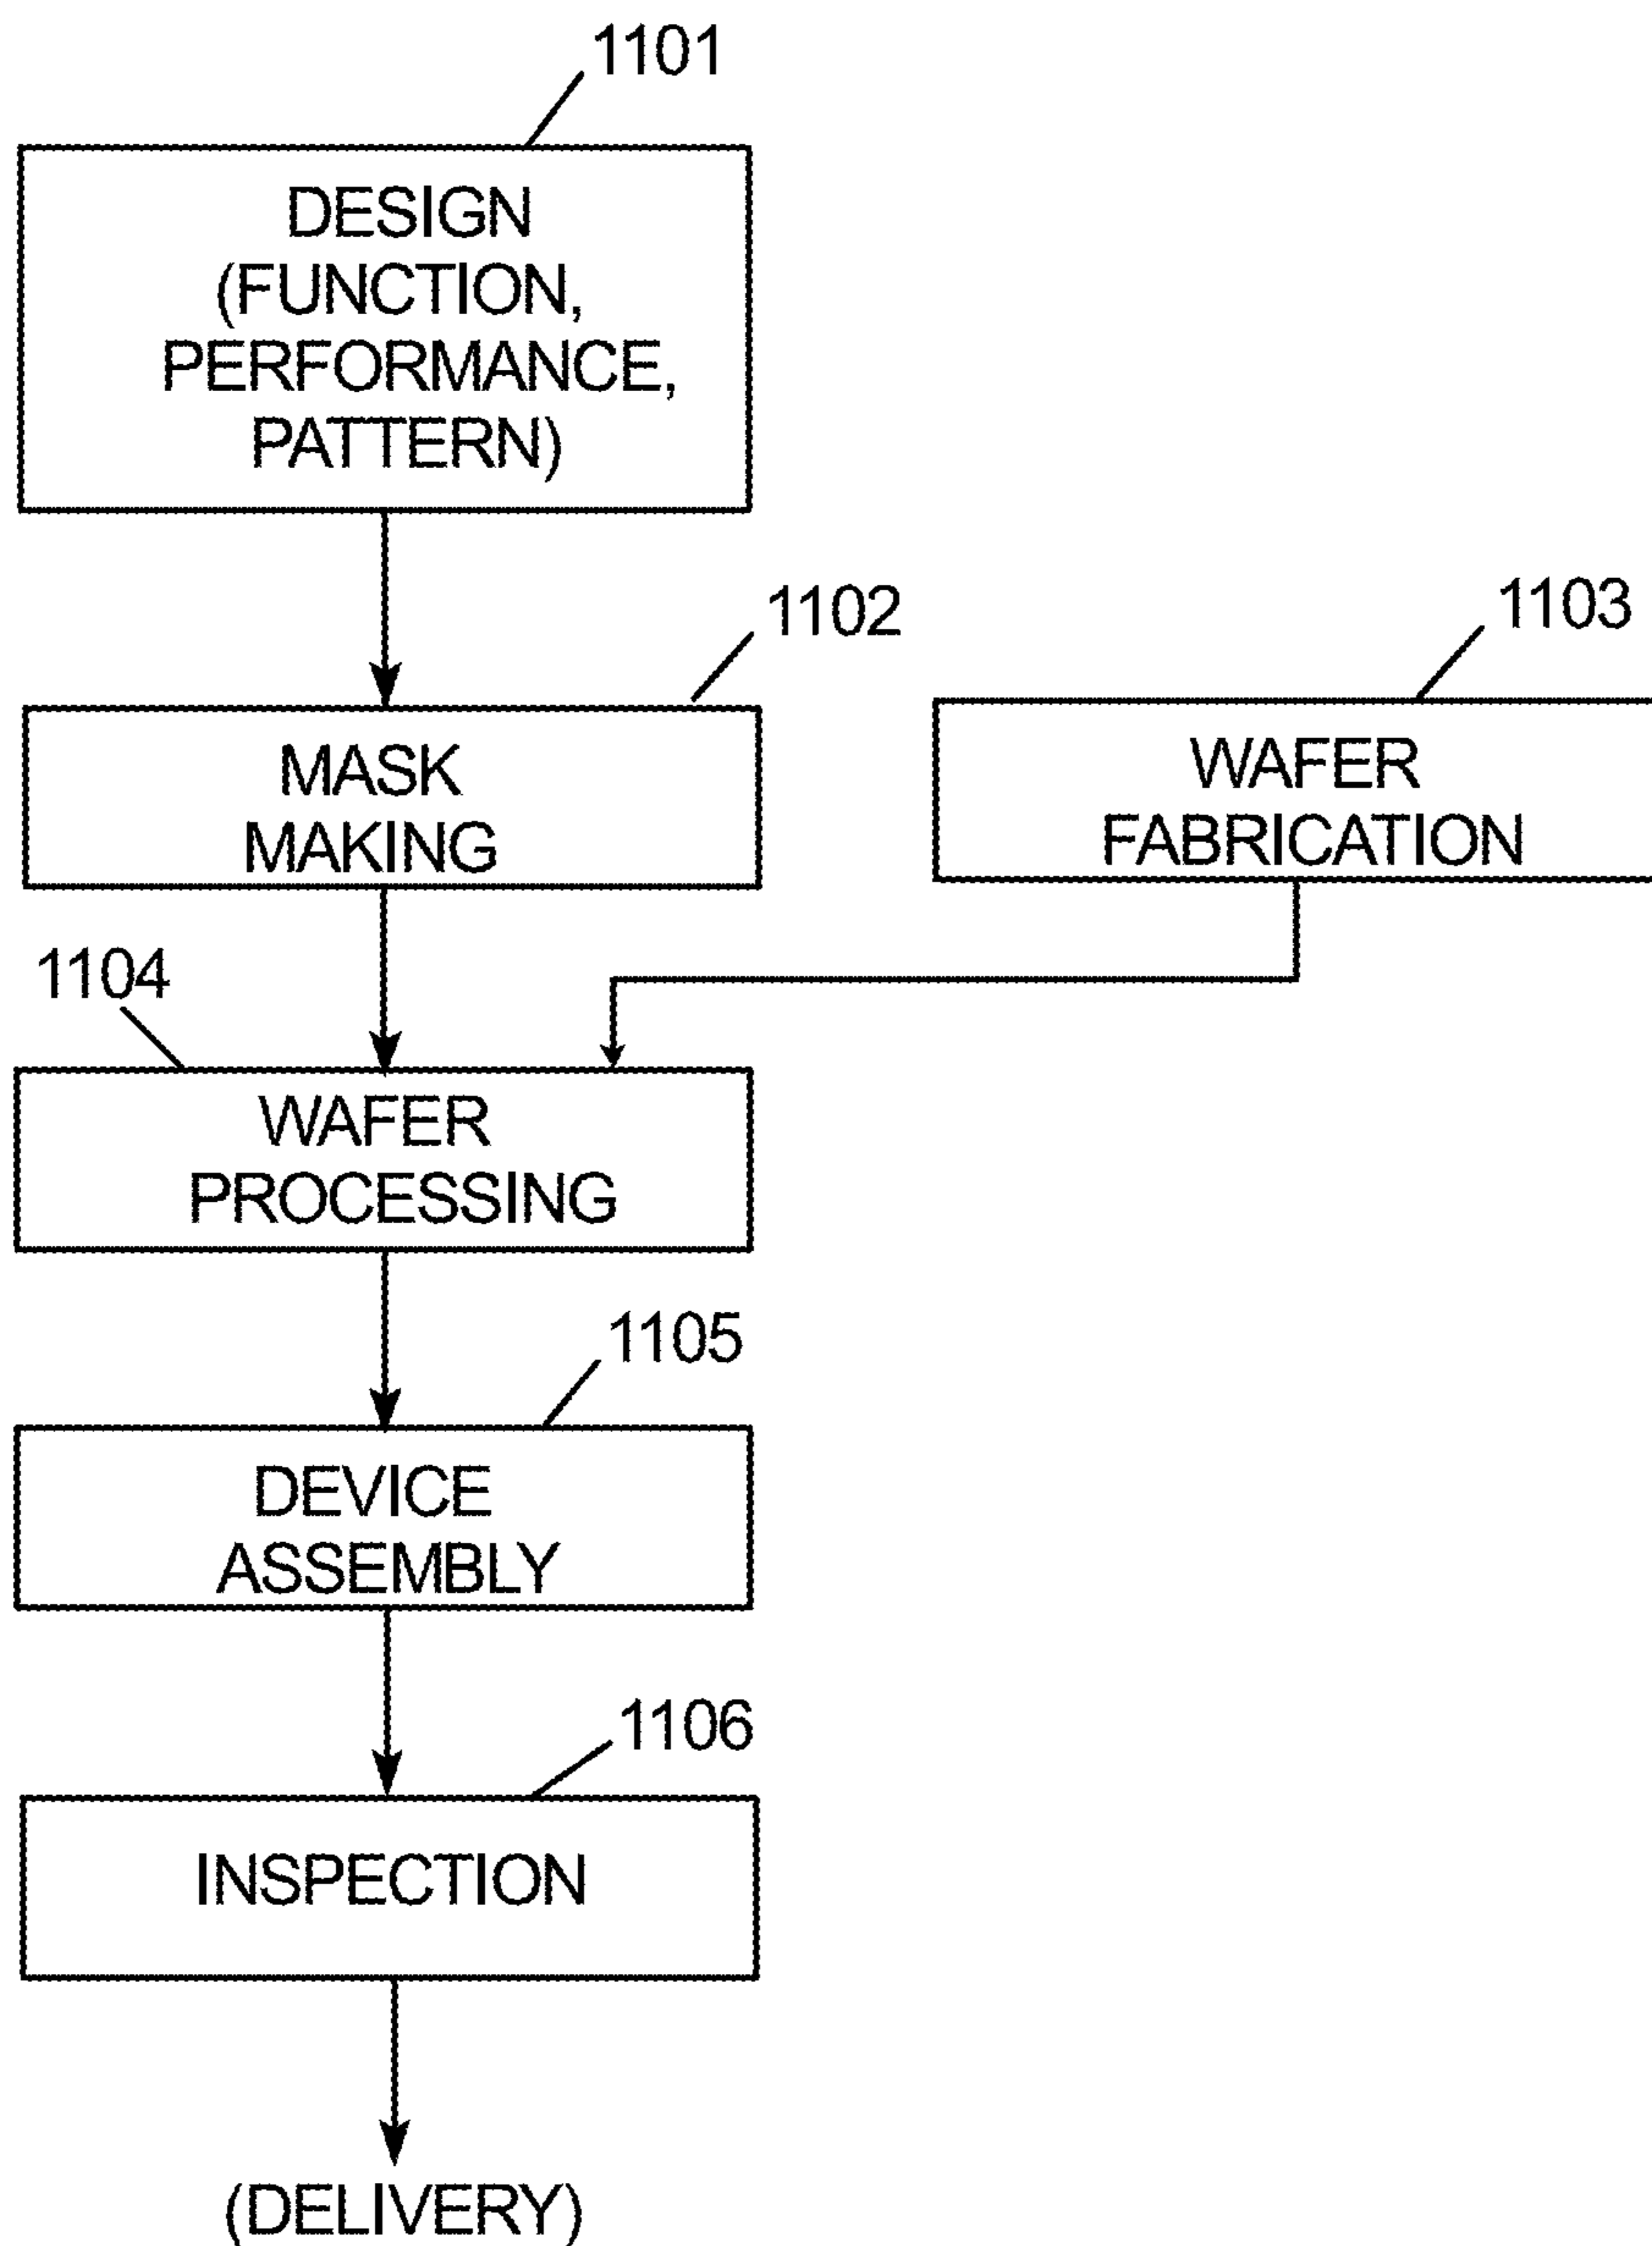 1101
DESIGN
(FUNCTION,
PERFORMANCE,
PATTERN)
1102
MASK
MAKING
1103
WAFER
FABRICATION
1104
WAFER
PROCESSING
1105
DEVICE
ASSEMBLY
1106
INSPECTION
(DELIVERY)